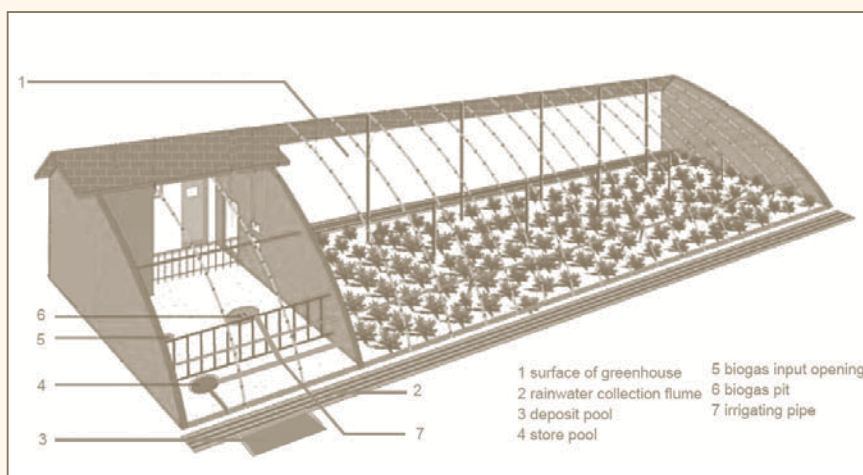 1
6
5
4
2
3
7
1 surface of greenhouse
2 rainwater collection flume
3 deposit pool
4 store pool
5 biogas input opening
6 biogas pit
7 irrigating pipe